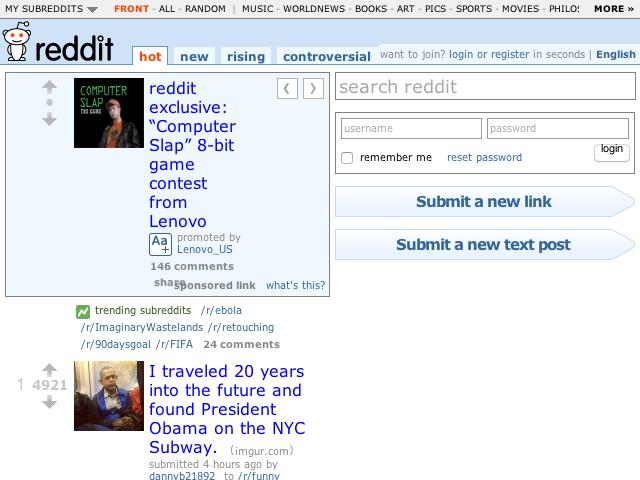 MY SUBREDDITS FRONT - ALL - RANDOM | MUSIC - WORLDNEWS - BOOKS - ART - PICS - SPORTS - MOVIES - PHILOS MORE »
reddit hot new rising controversial want to join? login or register in seconds | English
COMPUTER
SLAP
THE GAME
reddit
exclusive:
“Computer
Slap” 8-bit
game
contest
from
Lenovo
Aa+
promoted by
Lenovo_US
146 comments
share
sponsored link what's this?
trending subreddits /r/ebola
/r/ImaginaryWastelands /r/retouching
/r/90daysgoal /r/FIFA 24 comments
1 4921
I traveled 20 years
into the future and
found President
Obama on the NYC
Subway. (imgur.com)
submitted 4 hours ago by
dannyb21892 to /r/funny
search reddit
username password
remember me reset password login
Submit a new link
Submit a new text post